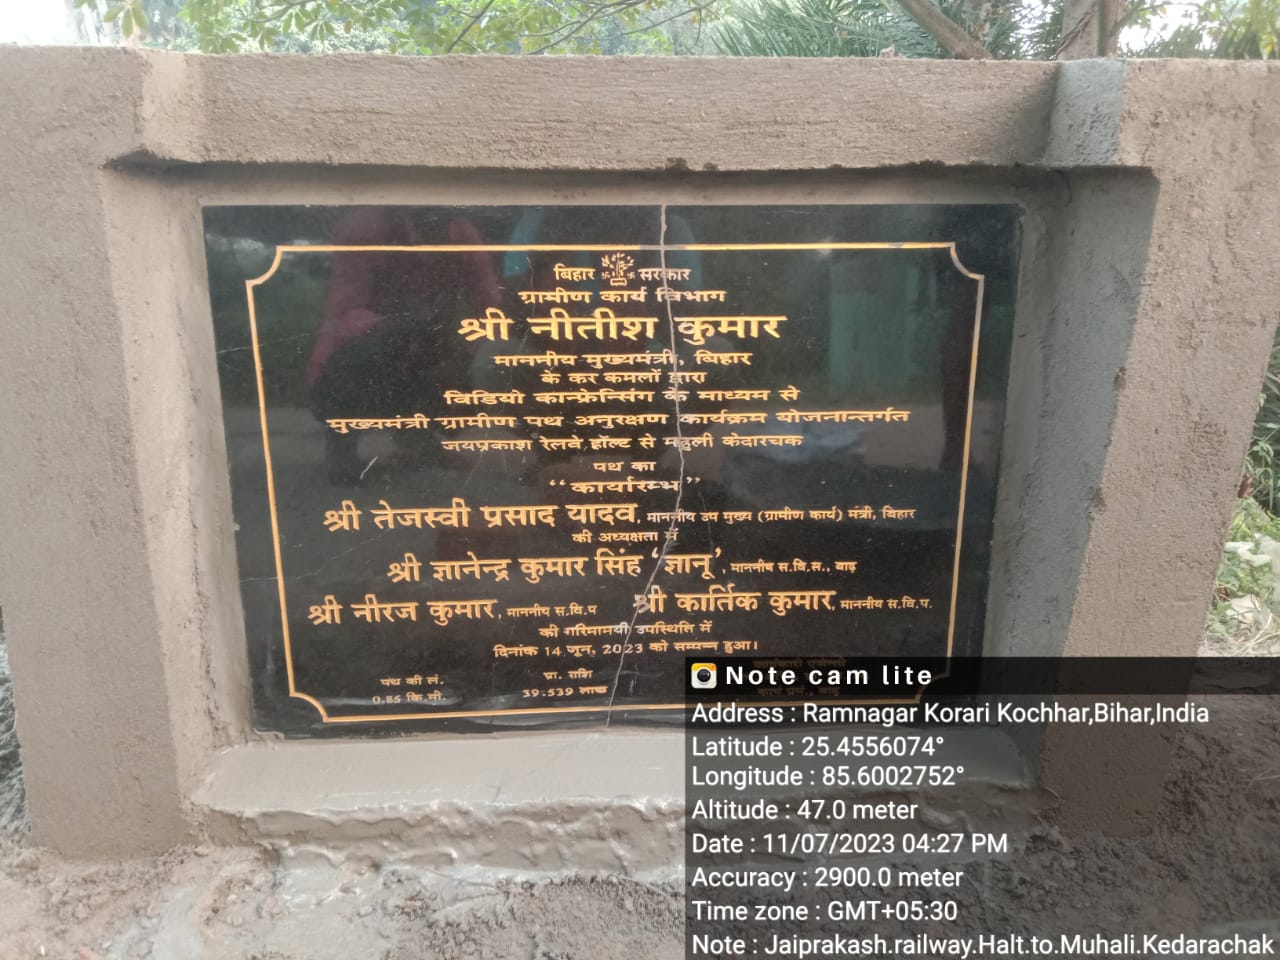 बिहार सरकार
ग्रामीण कार्य विभाग
श्री नीतीश कुमार
माननीय मुख्यमंत्री, बिहार
के कर कमलों द्वारा
विडियो कान्फ्रेन्सिंग के माध्यम से
मुख्यमंत्री ग्रामीण पथ अनुरक्षण कार्यक्रम योजनान्तर्गत
जयप्रकाश रेलवे हॉल्ट से महुली केदारचक
पथ का
“कार्यारम्भ”
श्री तेजस्वी प्रसाद यादव, माननीय उप मुख्य (ग्रामीण कार्य) मंत्री, बिहार
की अध्यक्षता में
श्री ज्ञानेन्द्र कुमार सिंह ‘ज्ञानू’, माननीय स.वि.स., बाढ़
श्री नीरज कुमार, माननीय स.वि.प श्री कार्तिक कुमार, माननीय स.वि.प.
की गरिमामयी उपस्थिति में
दिनांक 14 जून, 2023 को सम्पन्न हुआ।
पथ की लं. प्रा. राशि
0.85 कि.मी. 39.539 लाख
Note cam lite
Address : Ramnagar Korari Kochhar,Bihar,India
Latitude : 25.4556074°
Longitude : 85.6002752°
Altitude : 47.0 meter
Date : 11/07/2023 04:27 PM
Accuracy : 2900.0 meter
Time zone : GMT+05:30
Note : Jaiprakash.railway.Halt.to.Muhali.Kedarachak